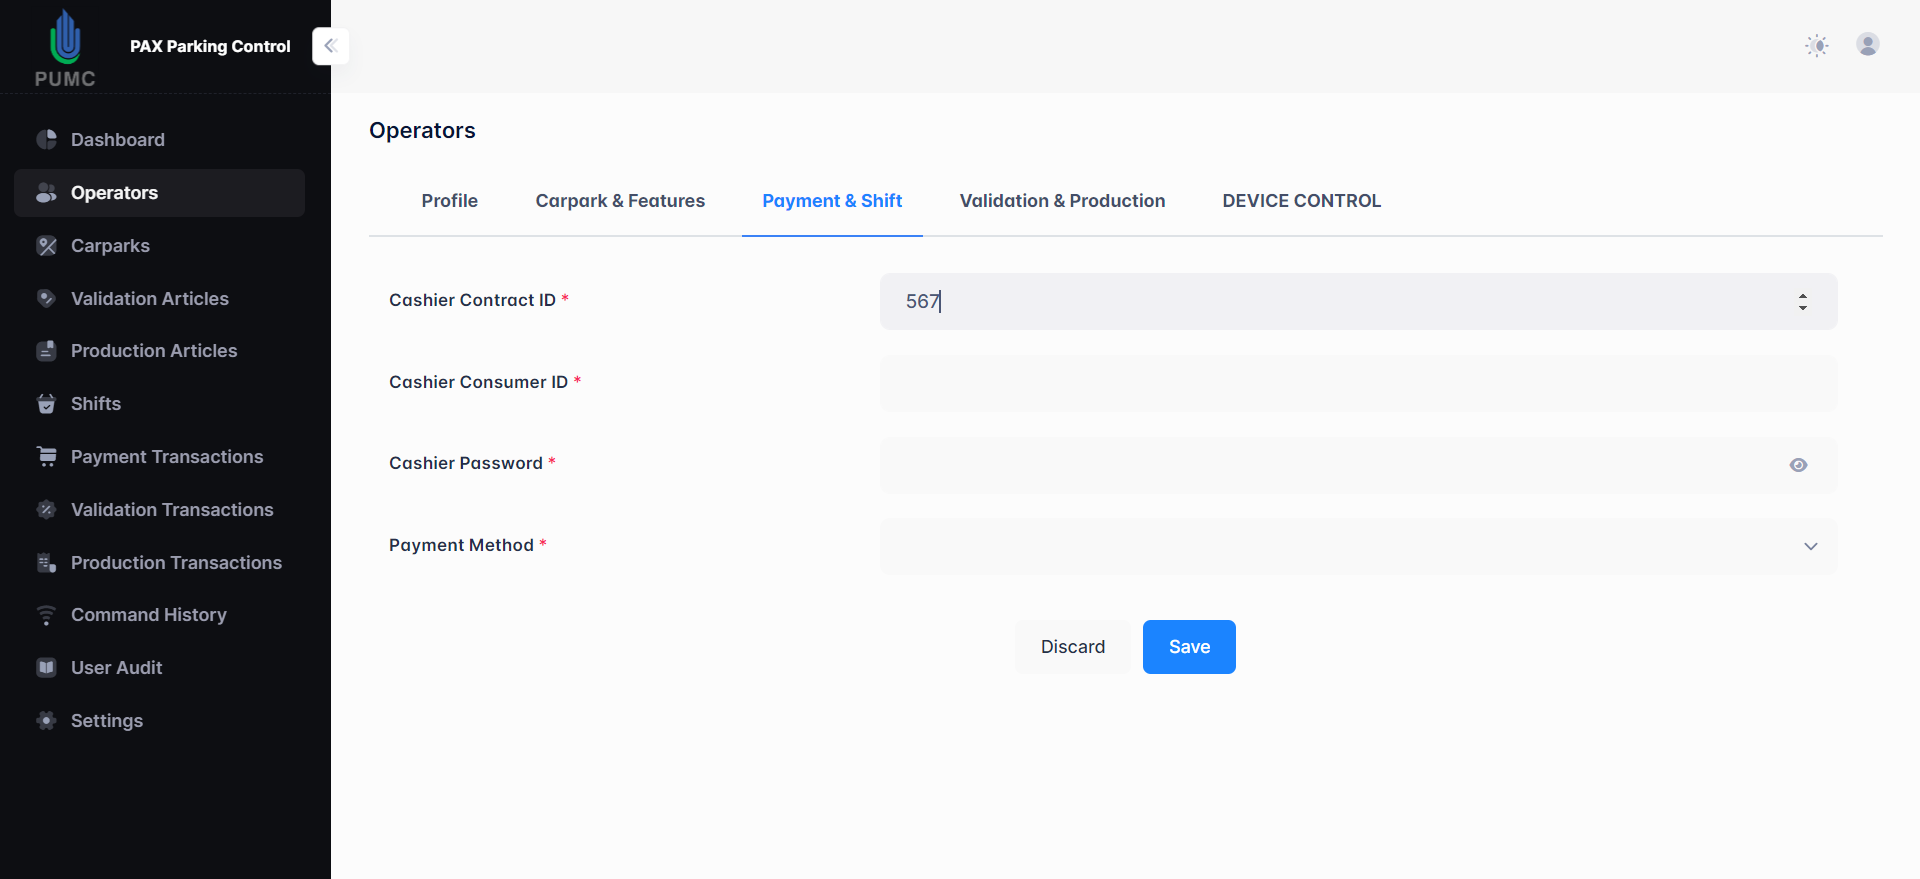 PUMC
PAX Parking Control
Dashboard
Operators
Carparks
Validation Articles
Production Articles
Shifts
Payment Transactions
Validation Transactions
Production Transactions
Command History
User Audit
Settings
Operators
Profile
Carpark & Features
Payment & Shift
Validation & Production
DEVICE CONTROL
Cashier Contract ID *
567
Cashier Consumer ID *
Cashier Password *
Payment Method *
Discard
Save